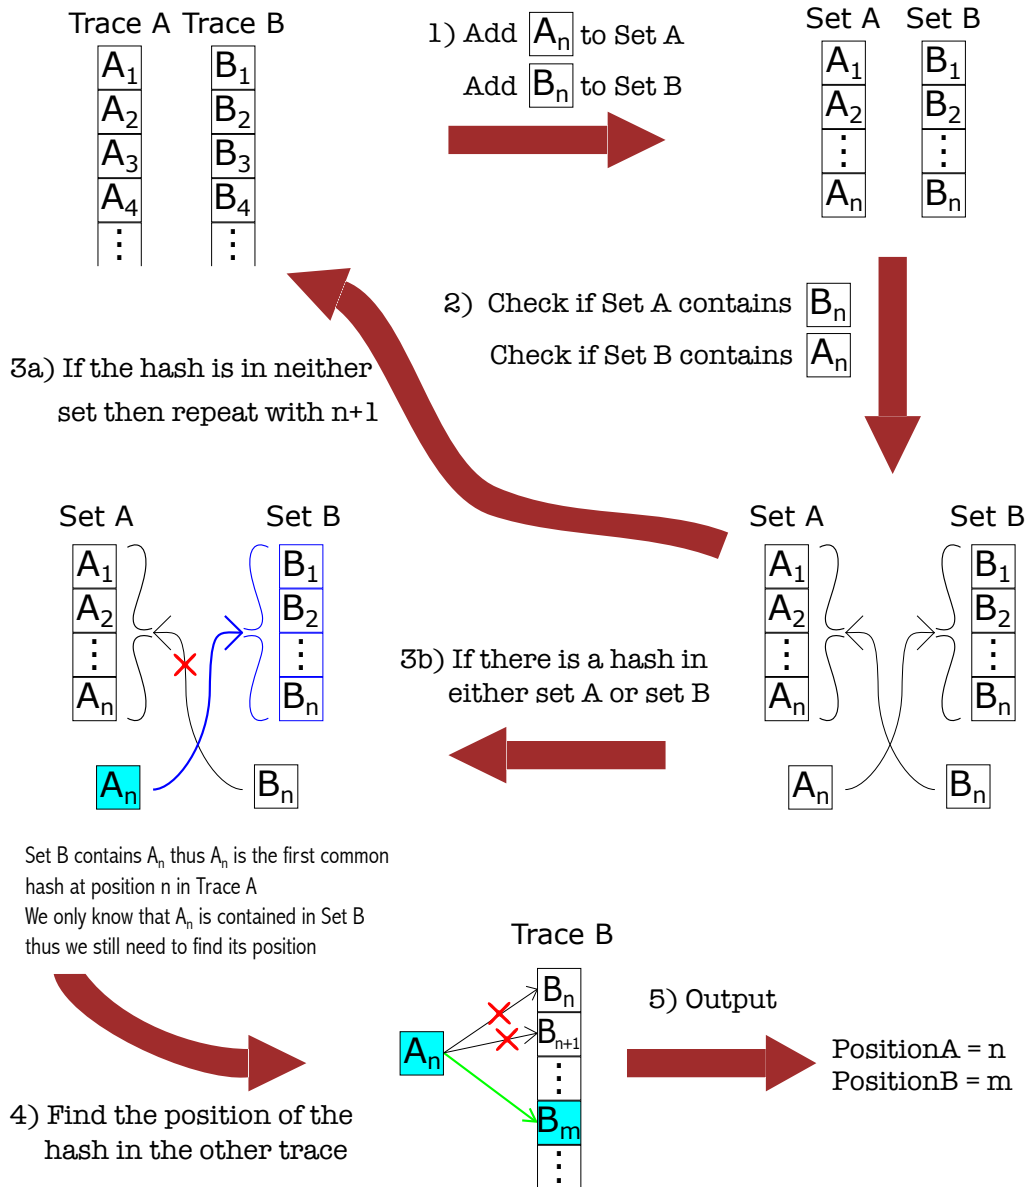 Trace A Trace B
A1 B1
A2 B2
A3 B3
A4 B4
⋮ ⋮
1) Add An to Set A
Add Bn to Set B
Set A Set B
A1 B1
A2 B2
⋮ ⋮
An Bn
2) Check if Set A contains Bn
Check if Set B contains An
3a) If the hash is in neither
set then repeat with n+1
Set A Set B
A1 B1
A2 B2
⋮ ⋮
An Bn
An Bn
3b) If there is a hash in
either set A or set B
Set A Set B
A1 B1
A2 B2
⋮ ⋮
An Bn
An Bn
Set B contains An thus An is the first common
hash at position n in Trace A
We only know that An is contained in Set B
thus we still need to find its position
4) Find the position of the
hash in the other trace
Trace B
Bn
Bn+1
⋮
Bm
⋮
An
5) Output
PositionA = n
PositionB = m